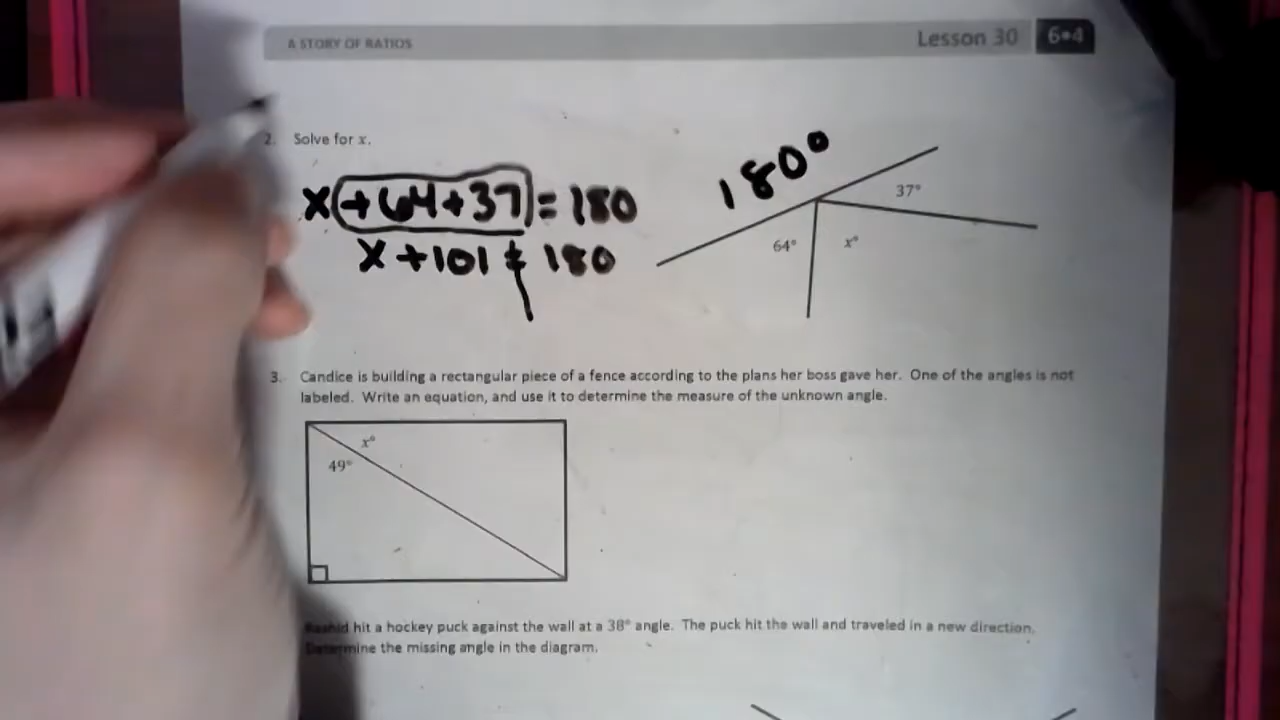 A STORY OF RATIOS
Lesson 30
6•4
2. Solve for x.
x+64+37=180
x+101=180
180°
37°
64°
x°
3. Candice is building a rectangular piece of a fence according to the plans her boss gave her. One of the angles is not
labeled. Write an equation, and use it to determine the measure of the unknown angle.
x°
49°
Rashid hit a hockey puck against the wall at a 38° angle. The puck hit the wall and traveled in a new direction.
Determine the missing angle in the diagram.